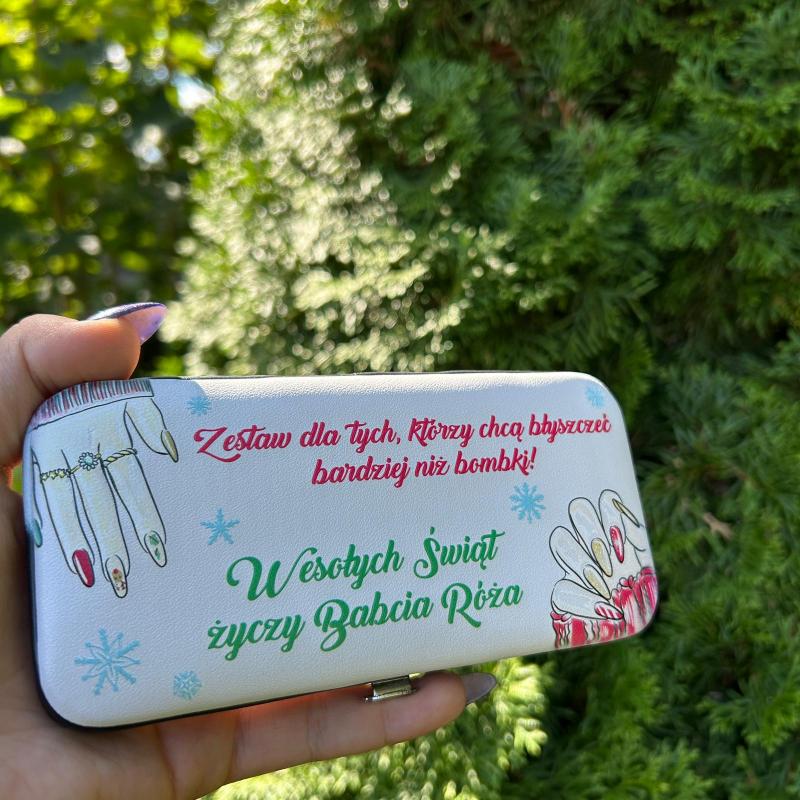 Zestaw dla tych, którzy chcą błyszczeć
bardziej niż bombki!
Wesołych Świąt
życzy Babcia Róża